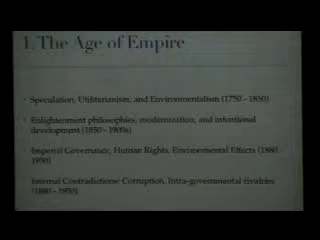 1. The Age of Empire
• Speculation, Utilitarianism, and Environmentalism (1750 - 1850)
• Enlightenment philosophies, modernization, and intentional
development (1850 - 1900s)
Imperial Governance, Human Rights, Environmental Effects (1880 -
1950)
Internal Contradictions: Corruption, Intra-governmental rivalries
(1880 - 1950)